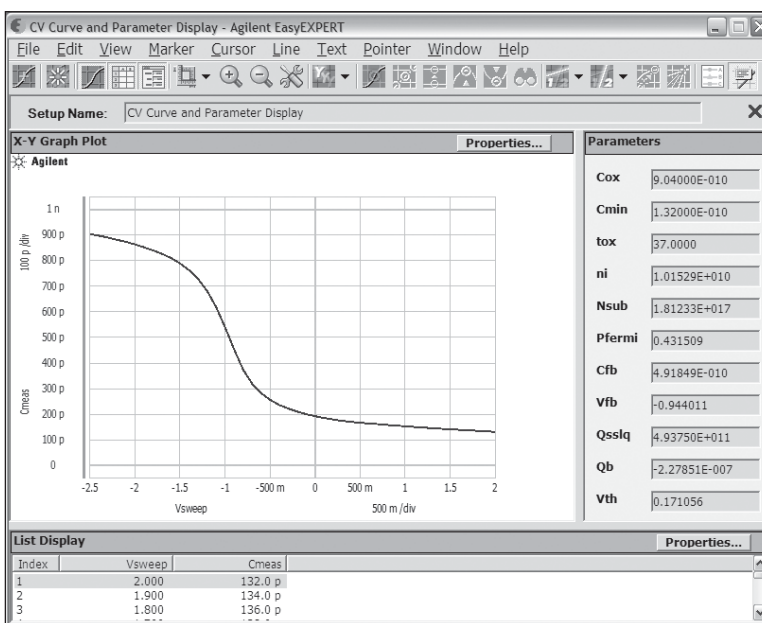 CV Curve and Parameter Display - Agilent EasyEXPERT
File Edit View Marker Cursor Line Text Pointer Window Help
Setup Name: CV Curve and Parameter Display
X-Y Graph Plot Properties...
Agilent
1 n
900 p
800 p
700 p
600 p
500 p
400 p
300 p
200 p
100 p
0
100 p /div
Cmeas
-2.5 -2 -1.5 -1 -500 m 0 500 m 1 1.5 2
Vsweep 500 m /div
Parameters
Cox 9.04000E-010
Cmin 1.32000E-010
tox 37.0000
ni 1.01529E+010
Nsub 1.81233E+017
Pfermi 0.431509
Cfb 4.91849E-010
Vfb -0.944011
Qsslq 4.93750E+011
Qb -2.27851E-007
Vth 0.171056
List Display Properties...
Index Vsweep Cmeas
1 2.000 132.0 p
2 1.900 134.0 p
3 1.800 136.0 p